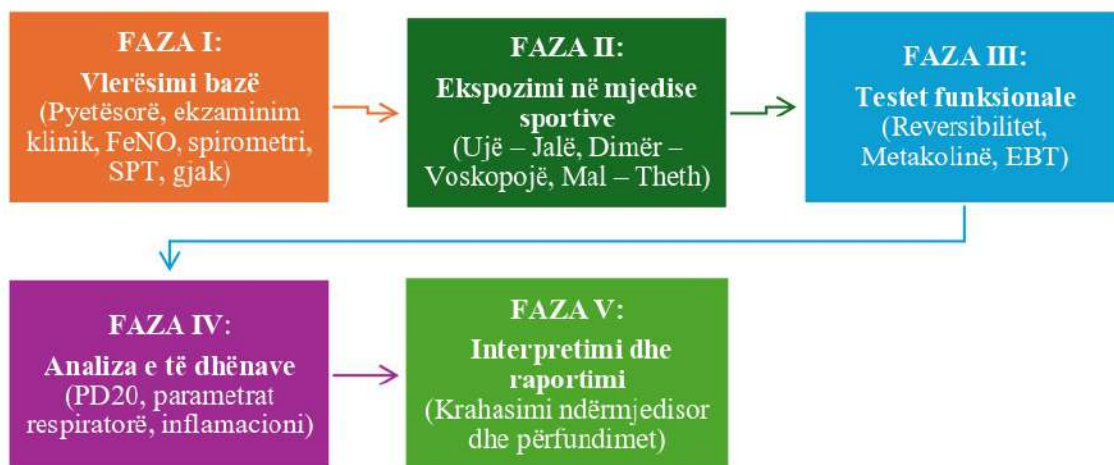 FAZA I:
Vlerësimi bazë
(Pyetësorë, ekzaminim
klinik, FeNO, spirometri,
SPT, gjak)
FAZA II:
Ekspozimi në mjedise
sportive
(Ujë – Jalë, Dimër –
Voskopojë, Mal – Theth)
FAZA III:
Testet funksionale
(Reversibilitet,
Metakolinë, EBT)
FAZA IV:
Analiza e të dhënave
(PD20, parametrat
respiratorë, inflamacioni)
FAZA V:
Interpretimi dhe
raportimi
(Krahasimi ndërmjedisor
dhe përfundimet)